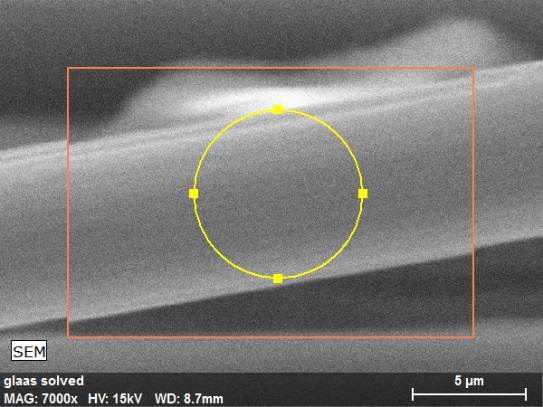 SEM
glaas solved
5 µm
MAG: 7000x HV: 15kV WD: 8.7mm